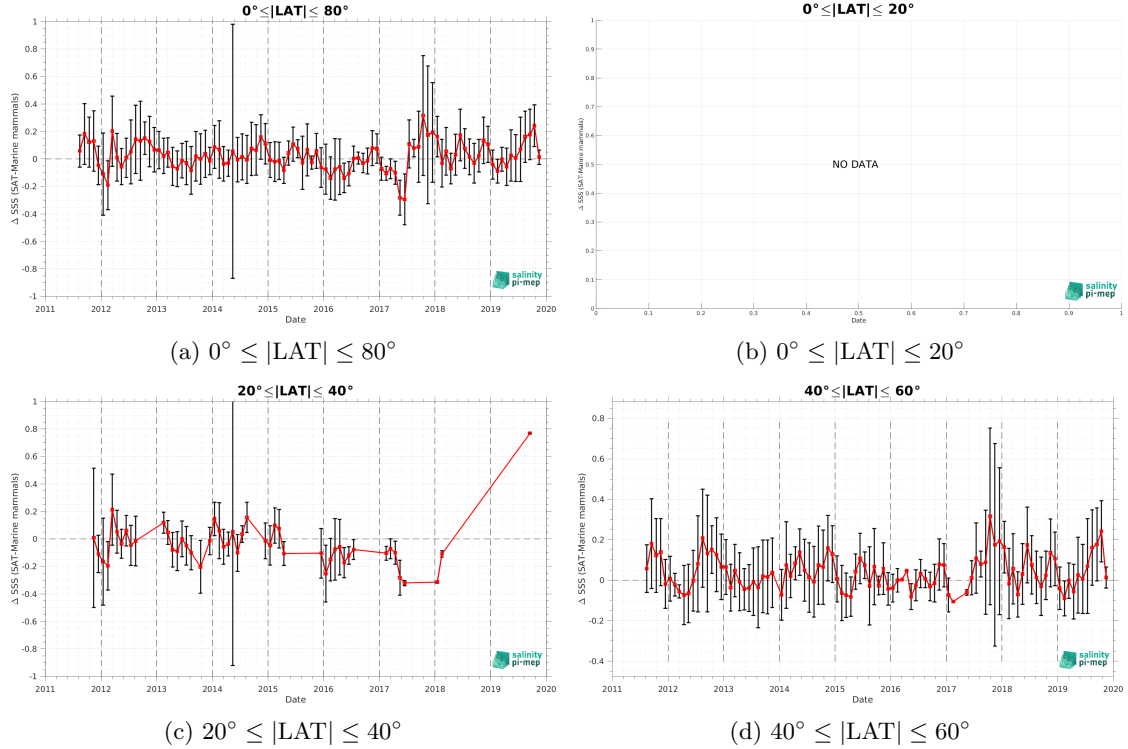 0°≤|LAT|≤ 80°
Δ SSS (SAT-Marine mammals)
1
0.8
0.6
0.4
0.2
0
-0.2
-0.4
-0.6
-0.8
-1
2011 2012 2013 2014 2015 2016 2017 2018 2019 2020
Date
salinity
pi-mep
(a) 0° ≤ |LAT| ≤ 80°
0°≤|LAT|≤ 20°
Δ SSS (SAT-Marine mammals)
1
0.9
0.8
0.7
0.6
0.5
0.4
0.3
0.2
0.1
0
NO DATA
0 0.1 0.2 0.3 0.4 0.5 0.6 0.7 0.8 0.9 1
Date
salinity
pi-mep
(b) 0° ≤ |LAT| ≤ 20°
20°≤|LAT|≤ 40°
Δ SSS (SAT-Marine mammals)
1
0.8
0.6
0.4
0.2
0
-0.2
-0.4
-0.6
-0.8
-1
2011 2012 2013 2014 2015 2016 2017 2018 2019 2020
Date
salinity
pi-mep
(c) 20° ≤ |LAT| ≤ 40°
40°≤|LAT|≤ 60°
Δ SSS (SAT-Marine mammals)
0.8
0.6
0.4
0.2
0
-0.2
-0.4
2011 2012 2013 2014 2015 2016 2017 2018 2019 2020
Date
salinity
pi-mep
(d) 40° ≤ |LAT| ≤ 60°